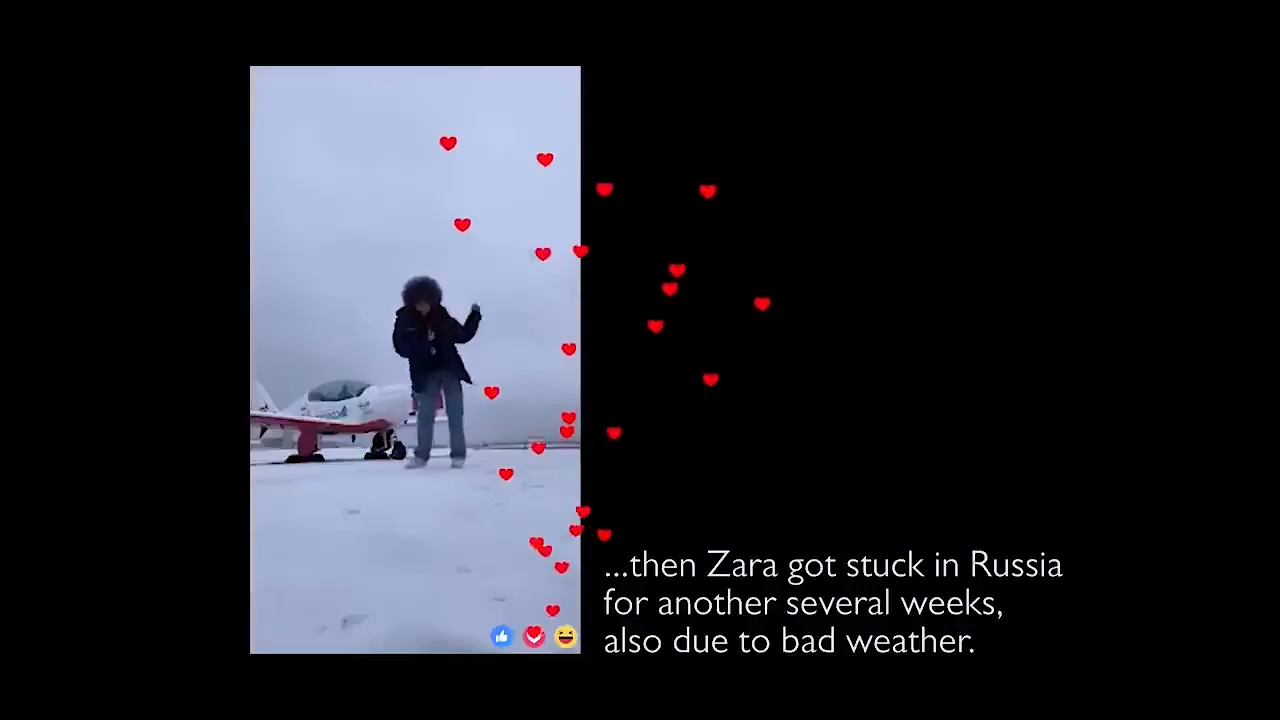 ...then Zara got stuck in Russia
for another several weeks,
also due to bad weather.